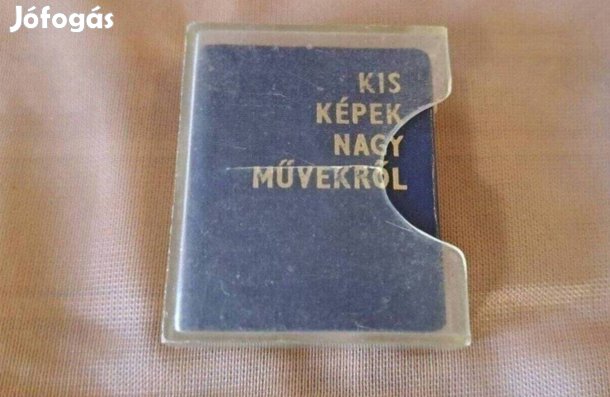 Jófogás
KIS
KÉPEK
NAGY
MŰVEKRŐL